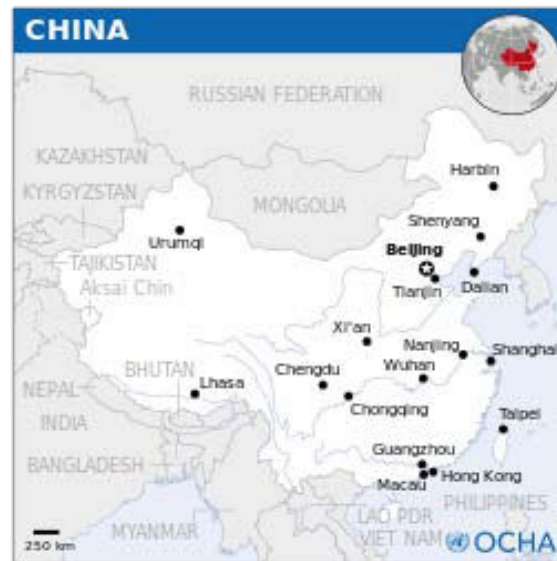 CHINA
RUSSIAN FEDERATION
KAZAKHSTAN
Harbin
KYRGYZSTAN
MONGOLIA
Shenyang
Urumqi
Beijing
TAJIKISTAN
Aksai Chin
Tianjin
Dalian
Xi'an
Nanjing
Shanghai
BHUTAN
Chengdu
Wuhan
NEPAL
Lhasa
Chongqing
Taipei
INDIA
Guangzhou
BANGLADESH
Hong Kong
Macau
PHILIPPINES
LAO PDR
MYANMAR
VIET NAM
250 km
OCHA